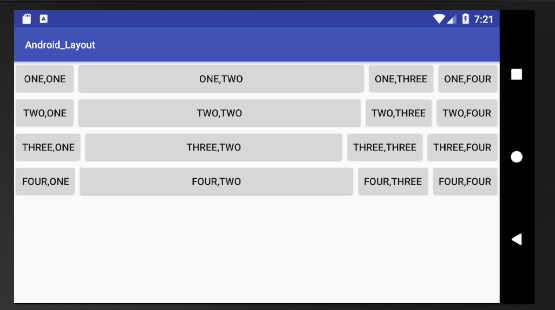 7:21
Android_Layout
ONE,ONE ONE,TWO ONE,THREE ONE,FOUR
TWO,ONE TWO,TWO TWO,THREE TWO,FOUR
THREE,ONE THREE,TWO THREE,THREE THREE,FOUR
FOUR,ONE FOUR,TWO FOUR,THREE FOUR,FOUR